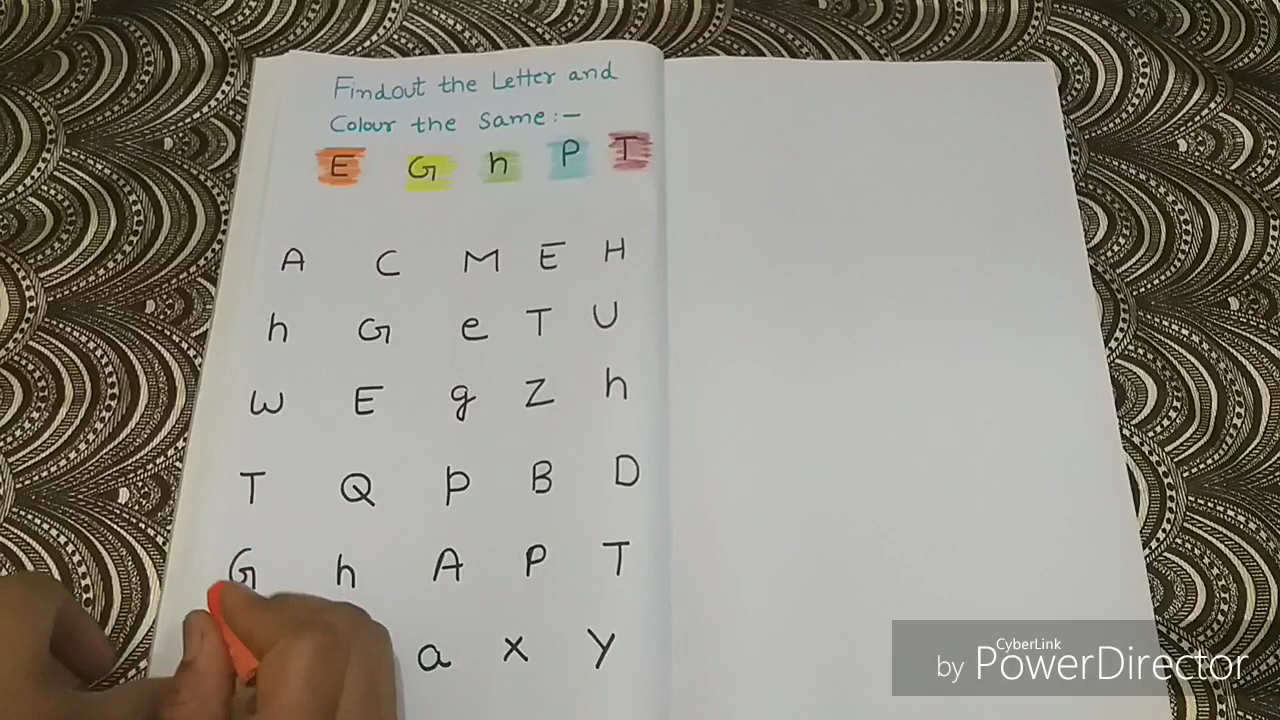 Findout the Letter and
Colour the same :-
E G h P T
A C M E H
h G e T U
W E g Z h
T Q p B D
G h A P T
a x y
CyberLink
by PowerDirector